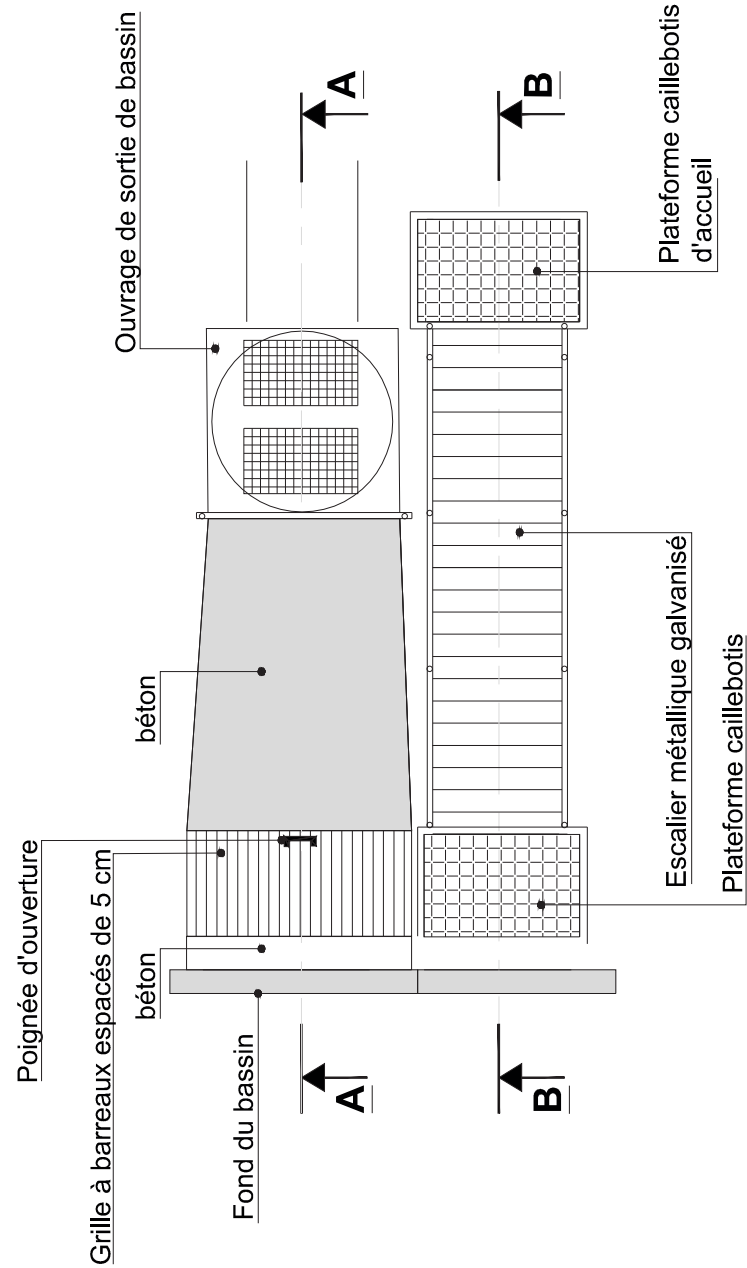 Poignée d'ouverture
Grille à barreaux espacés de 5 cm
béton
Fond du bassin
béton
Ouvrage de sortie de bassin
A
A
B
B
Escalier métallique galvanisé
Plateforme caillebotis
Plateforme caillebotis
d'accueil